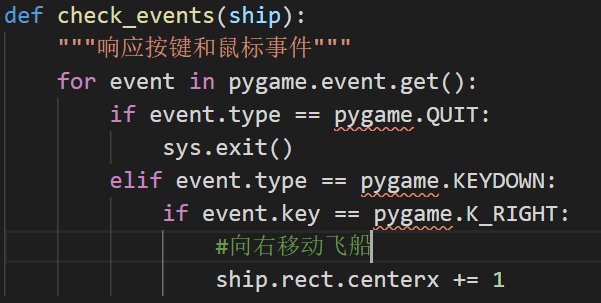 def check_events(ship):
    """响应按键和鼠标事件"""
    for event in pygame.event.get():
        if event.type == pygame.QUIT:
            sys.exit()
        elif event.type == pygame.KEYDOWN:
            if event.key == pygame.K_RIGHT:
                #向右移动飞船
                ship.rect.centerx += 1